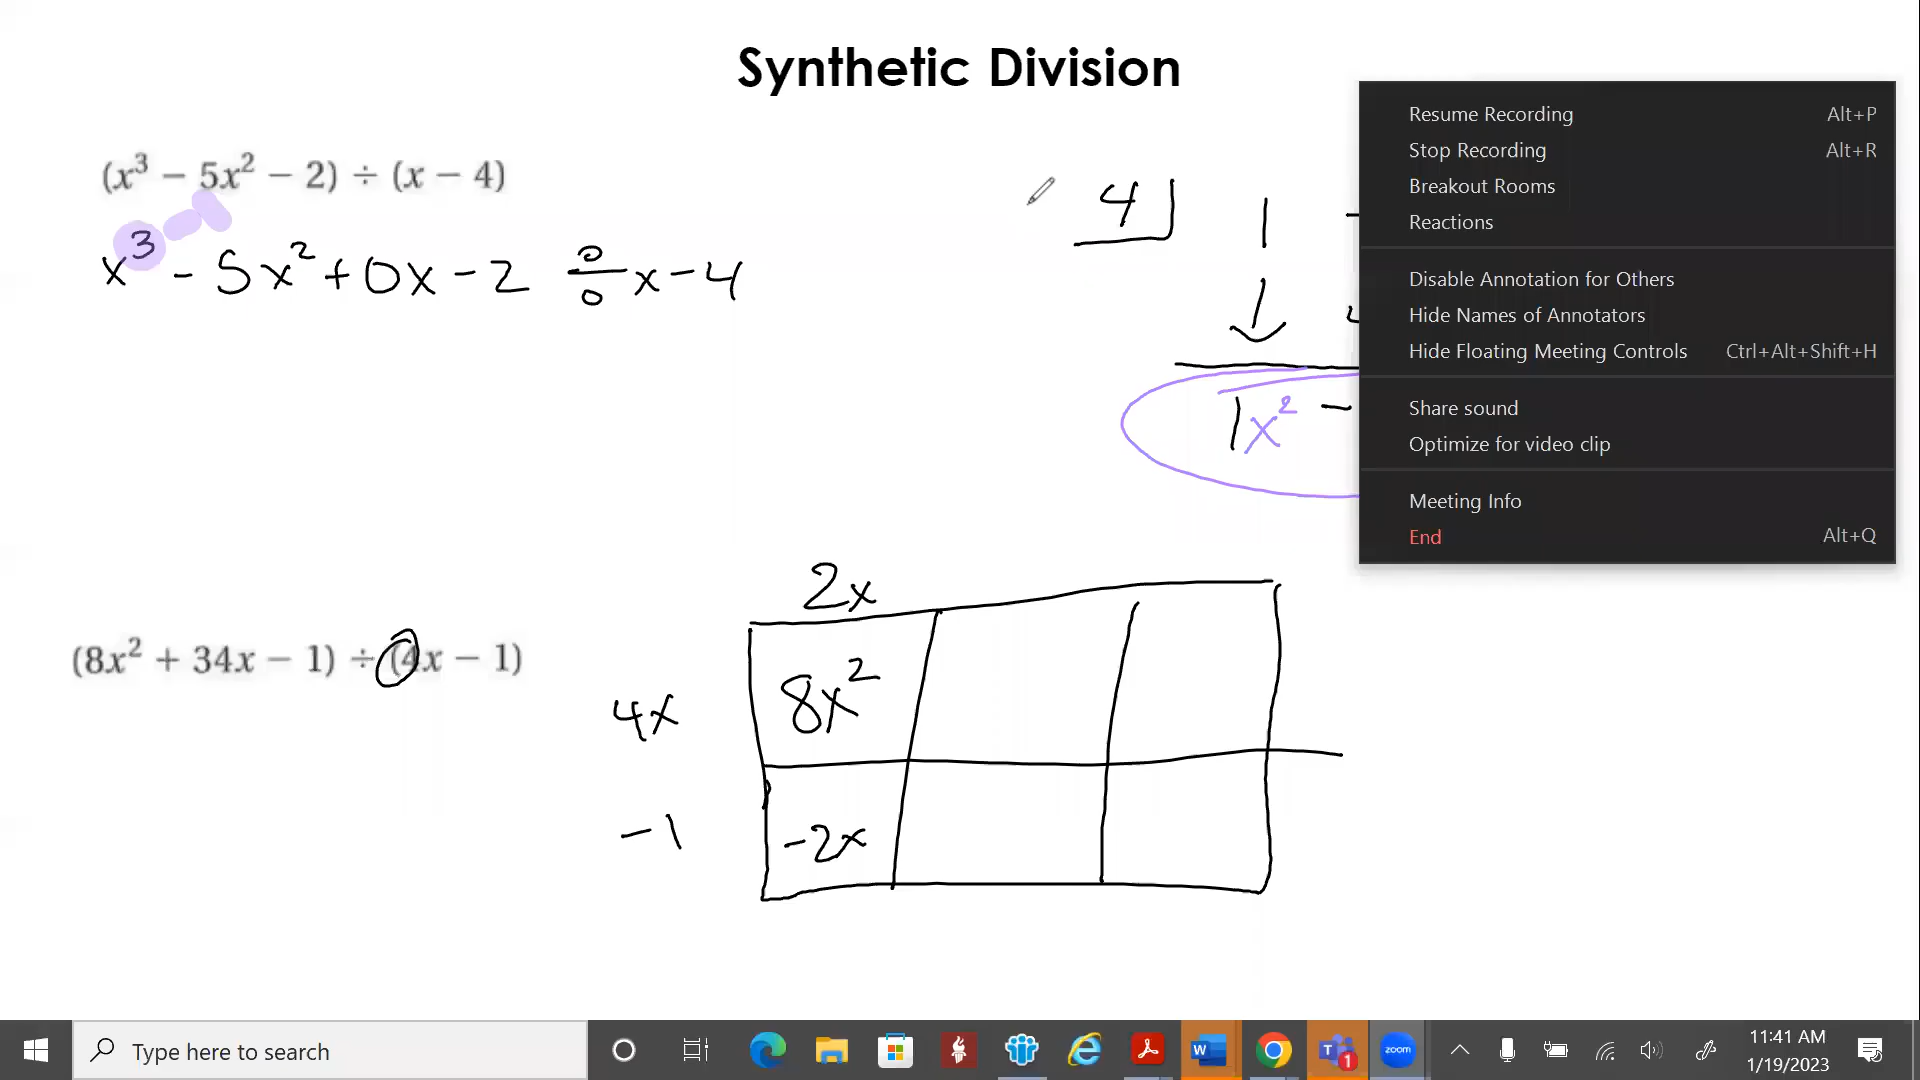 Synthetic Division
(x³ − 5x² − 2) ÷ (x − 4)
x³ - 5x² + 0x - 2 ÷ x - 4
4 1 -
1x² -
Resume Recording Alt+P
Stop Recording Alt+R
Breakout Rooms
Reactions
Disable Annotation for Others
Hide Names of Annotators
Hide Floating Meeting Controls Ctrl+Alt+Shift+H
Share sound
Optimize for video clip
Meeting Info
End Alt+Q
(8x² + 34x − 1) ÷ (4x − 1)
2x
4x 8x²
-1 -2x
Type here to search
W
T 1
zoom
11:41 AM
1/19/2023